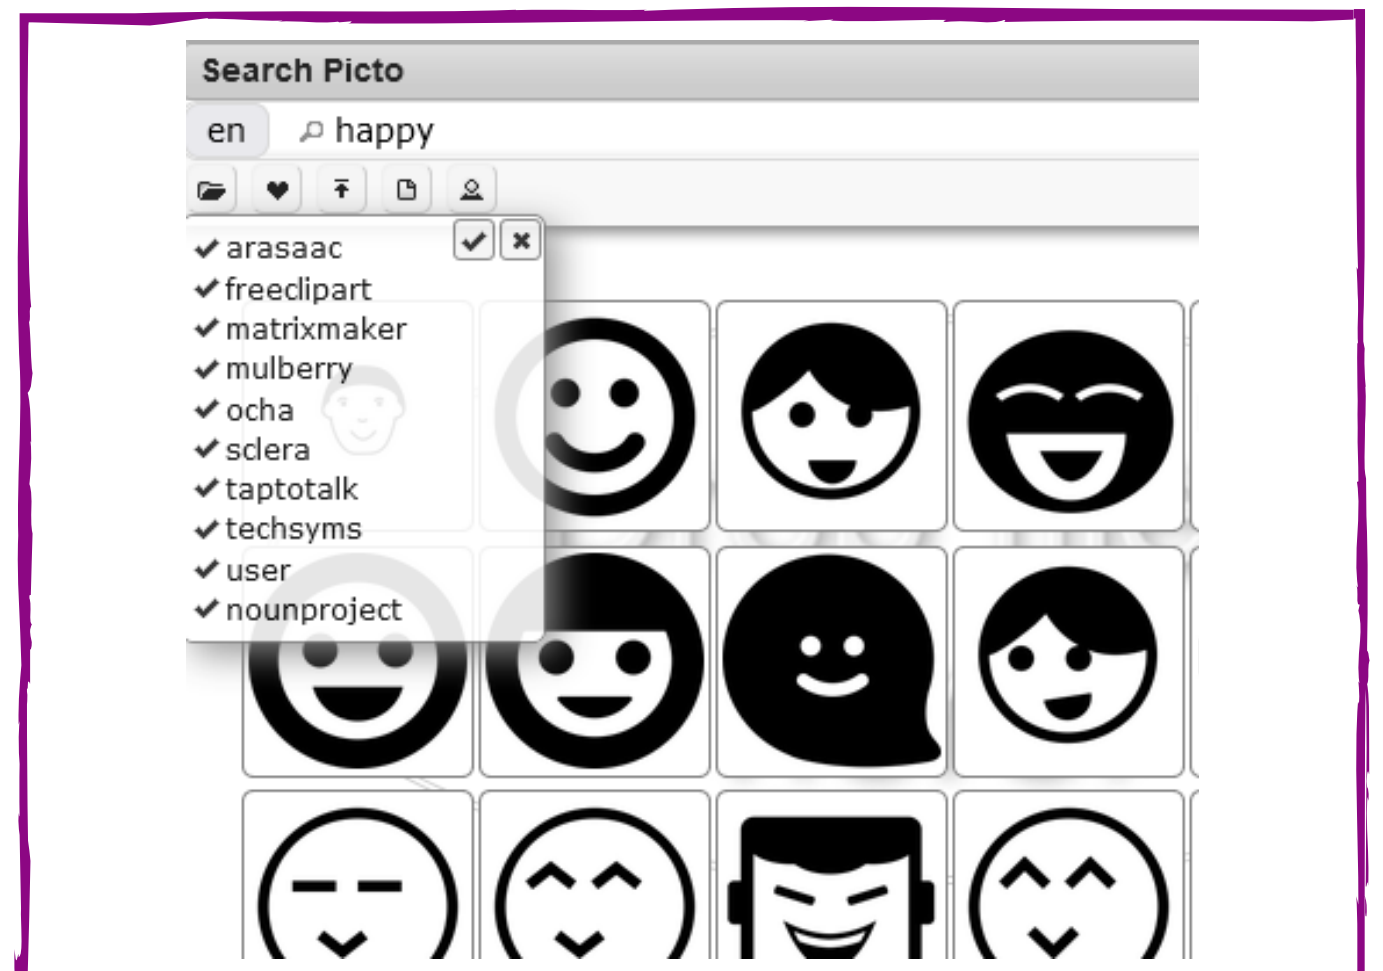 Search Picto
en
happy
arasaac
freeclipart
matrixmaker
mulberry
ocha
sclera
taptotalk
techsyms
user
nounproject